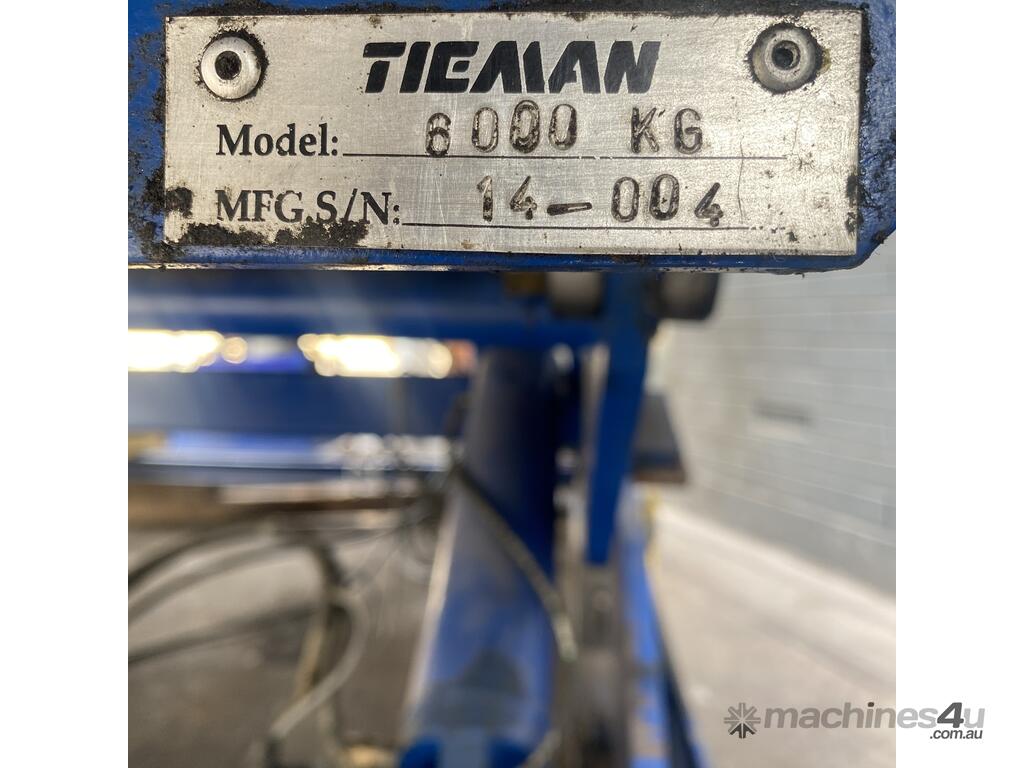 TIEMAN
Model: 6000 KG
MFG.S/N: 14-004
machines4u
.com.au